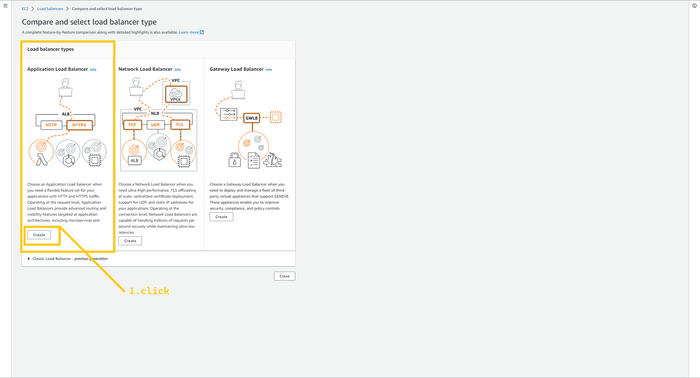 EC2 > Load balancers > Compare and select load balancer type
Compare and select load balancer type
A complete feature-by-feature comparison along with detailed highlights is also available. Learn more
Load balancer types
Application Load Balancer Info
ALB
HTTP
HTTPS
Choose an Application Load Balancer when
you need a flexible feature set for your
applications with HTTP and HTTPS traffic.
Operating at the request level, Application
Load Balancers provide advanced routing and
visibility features targeted at application
architectures, including microservices and
Create
Network Load Balancer Info
VPC
VPCe
VPC
NLB
TCP
UDP
TLS
ALB
Choose a Network Load Balancer when you
need ultra-high performance, TLS offloading
at scale, centralized certificate deployment,
support for UDP, and static IP addresses for
your applications. Operating at the
connection level, Network Load Balancers are
capable of handling millions of requests per
second securely while maintaining ultra-low
latencies.
Create
Gateway Load Balancer Info
GWLB
Choose a Gateway Load Balancer when you
need to deploy and manage a fleet of third-
party virtual appliances that support GENEVE.
These appliances enable you to improve
security, compliance, and policy controls.
Create
Classic Load Balancer - previous generation
Close
1.click